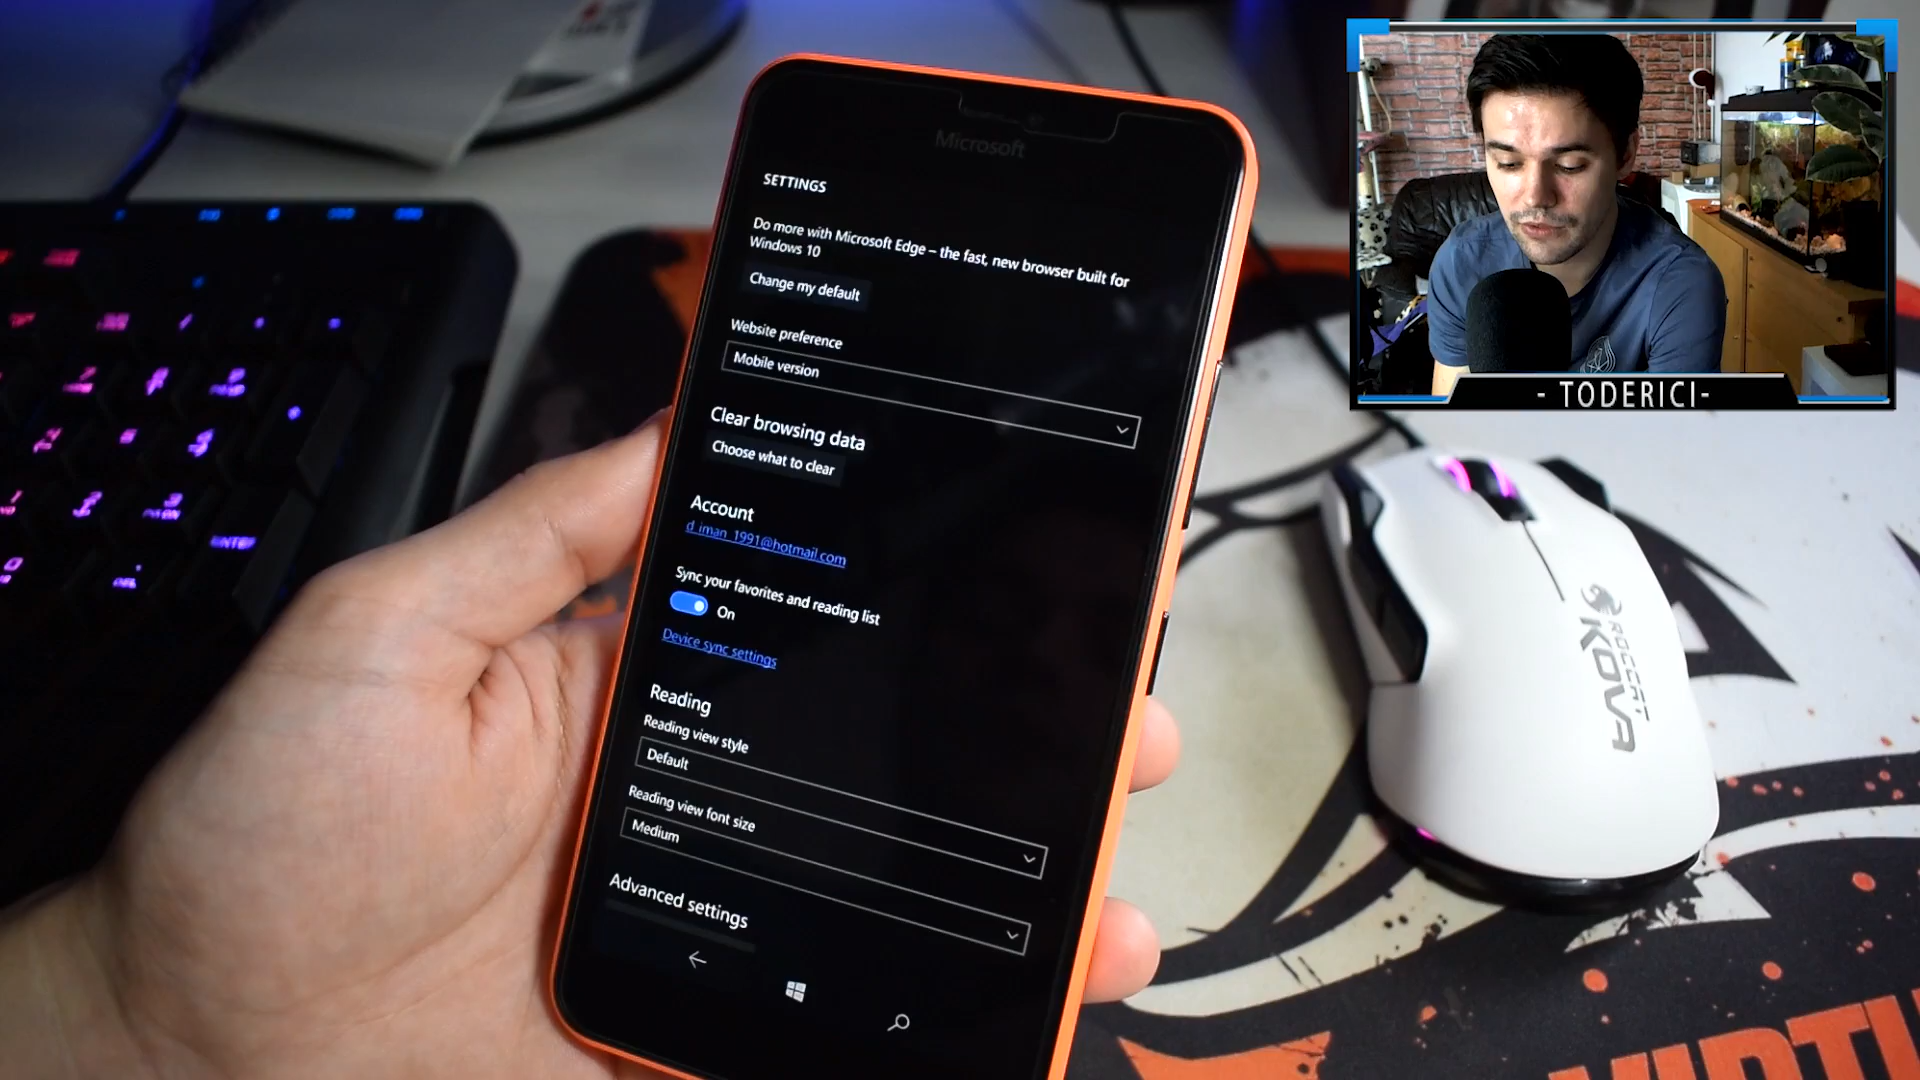 Microsoft
SETTINGS
Do more with Microsoft Edge – the fast, new browser built for
Windows 10
Change my default
Website preference
Mobile version
Clear browsing data
Choose what to clear
Account
d_iman_1991@hotmail.com
Sync your favorites and reading list
On
Device sync settings
Reading
Reading view style
Default
Reading view font size
Medium
Advanced settings
- TODERICI-
ROCCAT
KOVA
ENTER